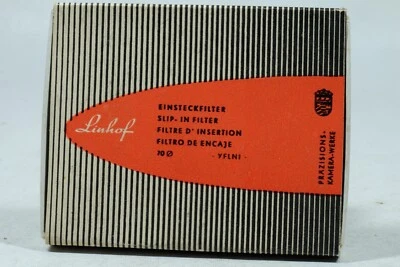 Linhof
EINSTECKFILTER
SLIP-IN FILTER
FILTRE D' INSERTION
FILTRO DE ENCAJE
70 Ø - YFLNI -
PRÄZISIONS-
KAMERA-WERKE